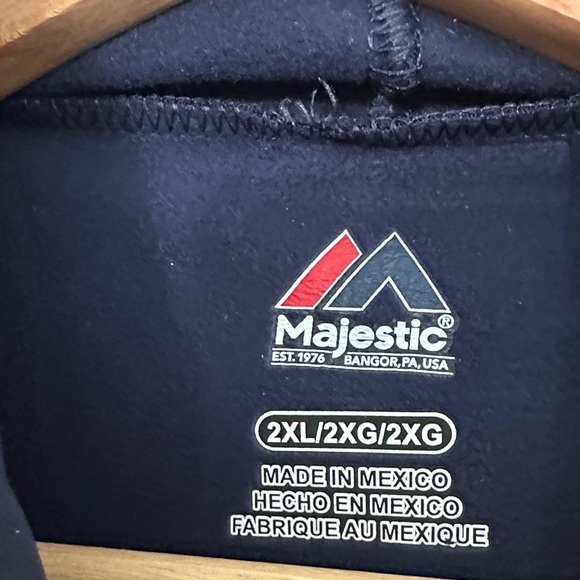 Majestic®
EST. 1976 BANGOR, PA, USA
2XL/2XG/2XG
MADE IN MEXICO
HECHO EN MEXICO
FABRIQUE AU MEXIQUE